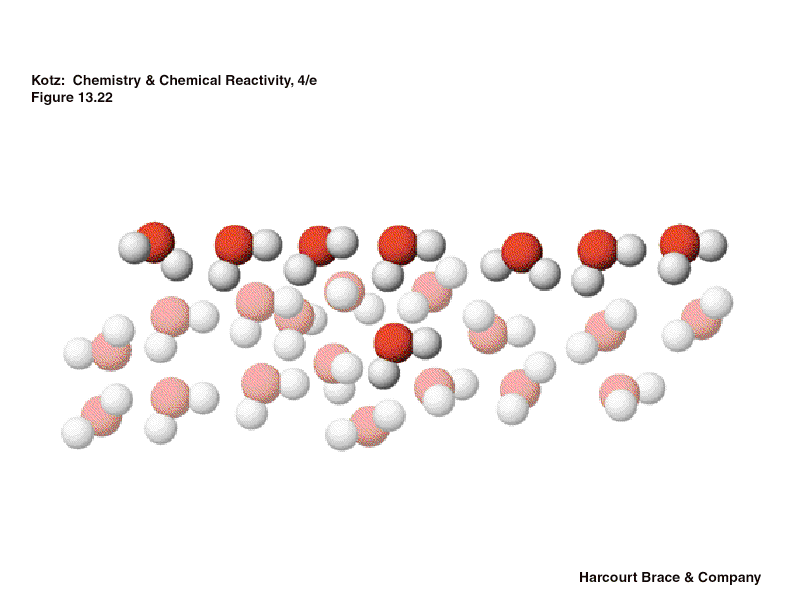 Kotz:  Chemistry & Chemical Reactivity, 4/e
Figure 13.22
Harcourt Brace & Company